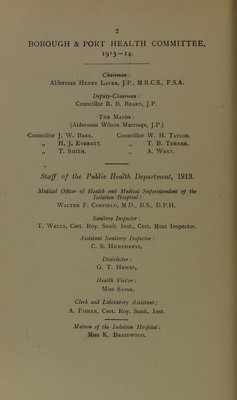 2
BOROUGH & PORT HEALTH COMMITTEE,
1913—14.
Chairman:
Alderman HENRY LAVER, J.P., M.R.C.S., F.S.A.
Deputy-Chairman:
Councillor R. B. BEARD, J.P.
THE MAYOR:
(Alderman Wilson Marriage, J.P.)
Councillor J. W. BARE. Councillor W. H. TAYLOR.
„ H. J. EVERETT. „ T. B. TURNER.
„ T. SMITH. „ A. WENT.
Staff of the Public Health Department, 1913.
Medical Officer of Health and Medical Superintendent of the
Isolation Hospital:
WALTER F. CORFIELD, M.D., B.S., D.P.H.
Sanitary Inspector:
T. WELLS, Cert. Roy. Sanit. Inst., Cert. Meat Inspector.
Assistant Sanitary Inspector:
C. S. HUMPHREYS,
Disinfector:
G. T. HEWES,
Health Visitor:
Miss SAVAR.
Clerk and Laboratory Assistant:
A. FISHER, Cert. Roy. Sanit. Inst.
Matron of the Isolation Hospital:
Miss K. BRAIDWOOD.